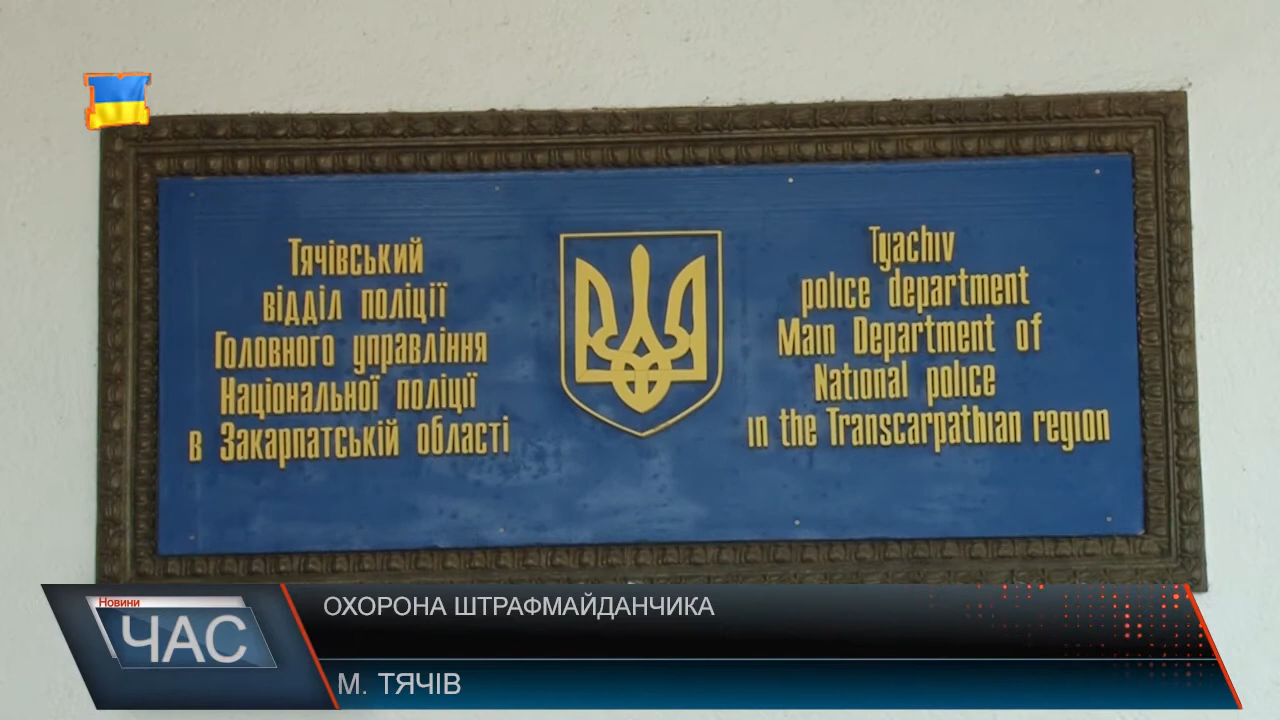 Тячівський
відділ поліції
Головного управління
Національної поліції
в Закарпатській області
Tyachiv
police department
Main Department of
National police
in the Transcarpathian region
Новини
ЧАС
ОХОРОНА ШТРАФМАЙДАНЧИКА
М. ТЯЧІВ